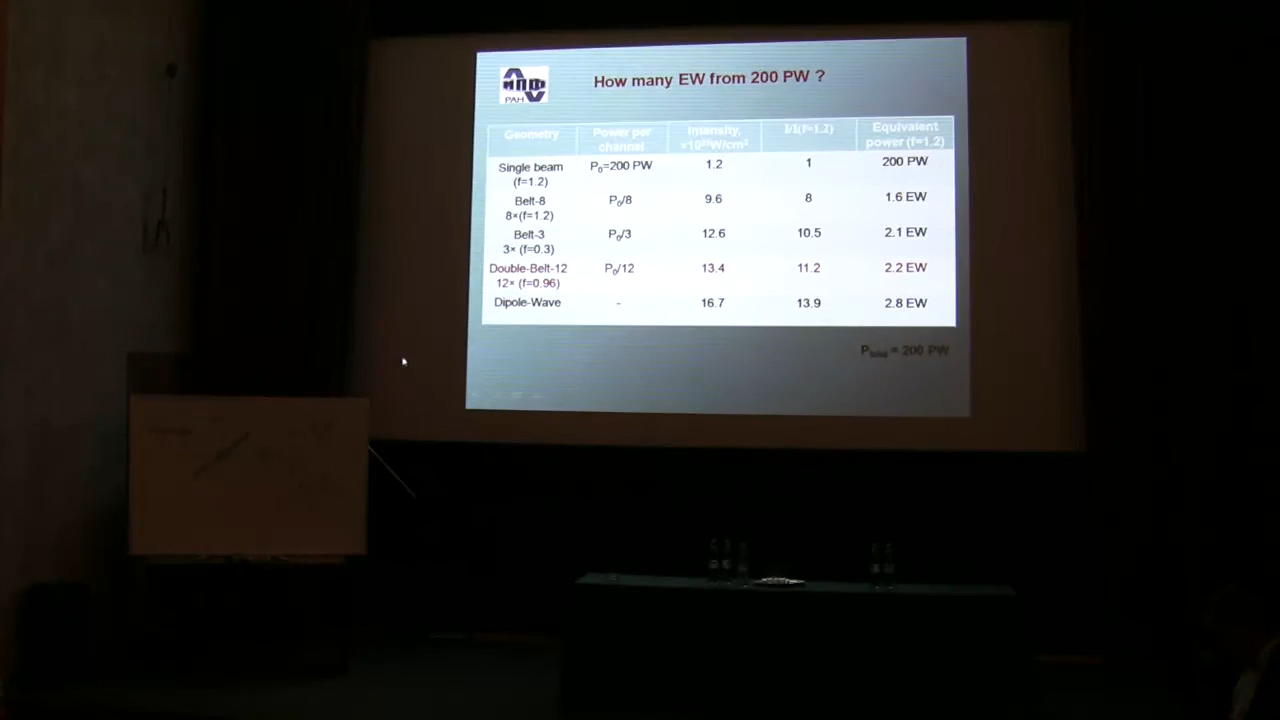 ИПФ
РАН
How many EW from 200 PW ?
Geometry Power per channel Intensity, I/I(f=1.2) Equivalent power (f=1.2)
Single beam (f=1.2) P₀=200 PW 1.2 1 200 PW
Belt-8 8×(f=1.2) P₀/8 9.6 8 1.6 EW
Belt-3 3× (f=0.3) P₀/3 12.6 10.5 2.1 EW
Double-Belt-12 12× (f=0.96) P₀/12 13.4 11.2 2.2 EW
Dipole-Wave - 16.7 13.9 2.8 EW
= 200 PW